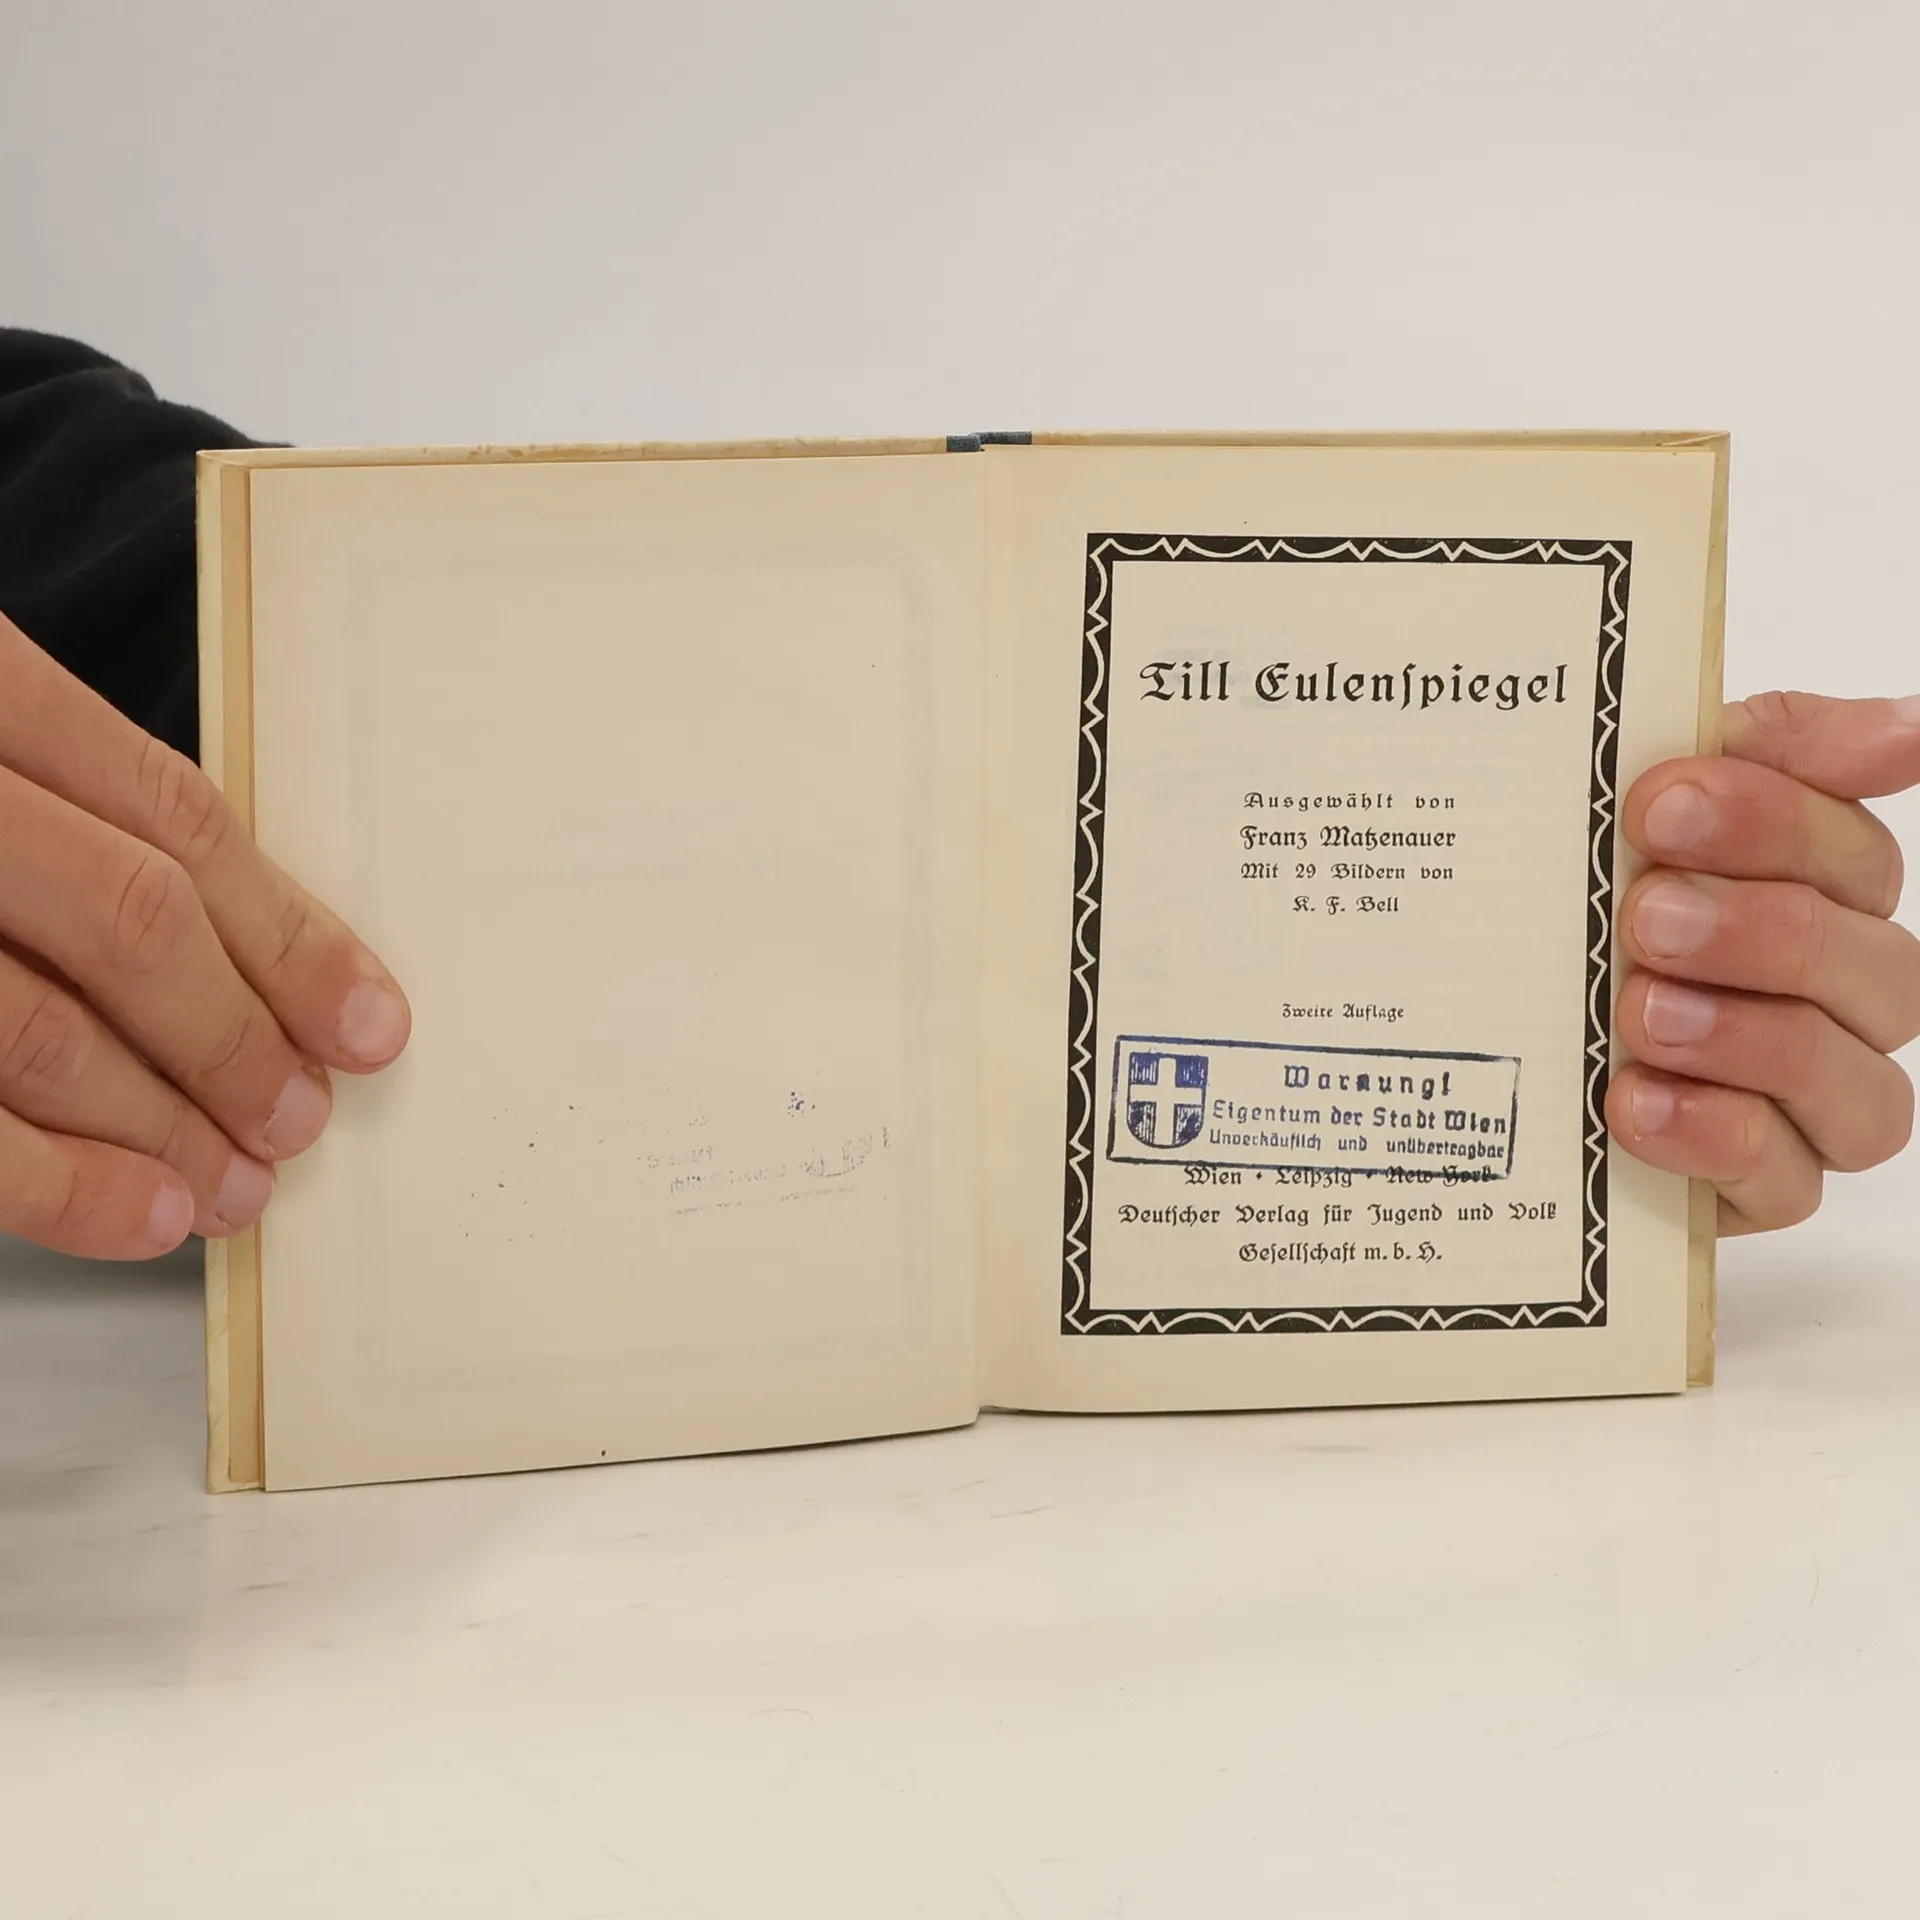 Till Eulenspiegel
Ausgewählt von
Franz Matzenauer
Mit 29 Bildern von
K. F. Bell
Zweite Auflage
Warnung!
Eigentum der Stadt Wien
Unverkäuflich und unübertragbar
Wien • Leipzig • New York
Deutscher Verlag für Jugend und Volk
Gesellschaft m. b. H.